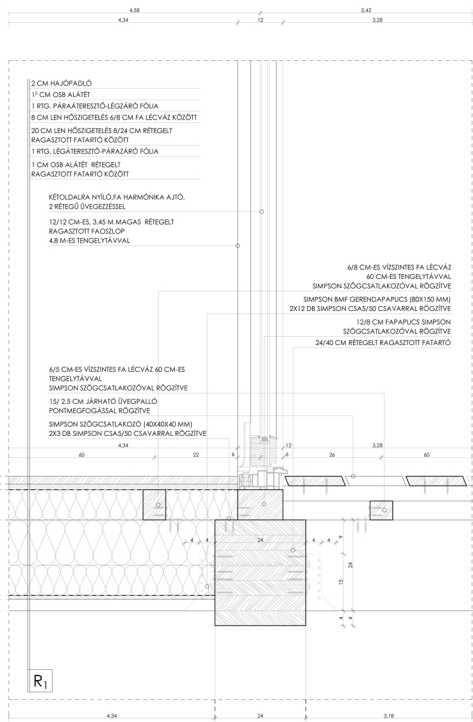 4,58
3,42
4,34
12
3,28
2 CM HAJÓPADLÓ
1⁵ CM OSB ALÁTÉT
1 RTG. PÁRAÁTERESZTŐ-LÉGZÁRÓ FÓLIA
8 CM LEN HŐSZIGETELÉS 6/8 CM FA LÉCVÁZ KÖZÖTT
20 CM LEN HŐSZIGETELÉS 8/24 CM RÉTEGELT
RAGASZTOTT FATARTÓ KÖZÖTT
1 RTG. LÉGÁTERESZTŐ-PÁRAZÁRÓ FÓLIA
1 CM OSB ALÁTÉT RÉTEGELT
RAGASZTOTT FATARTÓ KÖZÖTT
KÉTOLDALRA NYÍLÓ,FA HARMÓNIKA AJTÓ,
2 RÉTEGŰ ÜVEGEZÉSSEL
12/12 CM-ES, 3,45 M MAGAS RÉTEGELT
RAGASZTOTT FAOSZLOP
4,8 M-ES TENGELYTÁVVAL
6/8 CM-ES VÍZSZINTES FA LÉCVÁZ
60 CM-ES TENGELYTÁVVAL
SIMPSON SZÖGCSATLAKOZÓVAL RÖGZÍTVE
SIMPSON BMF GERENDAPAPUCS (80X150 MM)
2X12 DB SIMPSON CSA5/50 CSAVARRAL RÖGZÍTVE
12/8 CM FAPAPUCS SIMPSON
SZÖGCSATLAKOZÓVAL RÖGZÍTVE
24/40 CM RÉTEGELT RAGASZTOTT FATARTÓ
6/5 CM-ES VÍZSZINTES FA LÉCVÁZ 60 CM-ES
TENGELYTÁVVAL
SIMPSON SZÖGCSATLAKOZÓVAL RÖGZÍTVE
15/ 2,5 CM JÁRHATÓ ÜVEGPALLÓ
PONTMEGFOGÁSSAL RÖGZÍTVE
SIMPSON SZÖGCSATLAKOZÓ (40X40X40 MM)
2X3 DB SIMPSON CSA5/50 CSAVARRAL RÖGZÍTVE
4,34
12
3,28
60
22
6
6
26
60
4
4
24
4
4
9
24
15
4
4
R₁
4,34
24
3,18